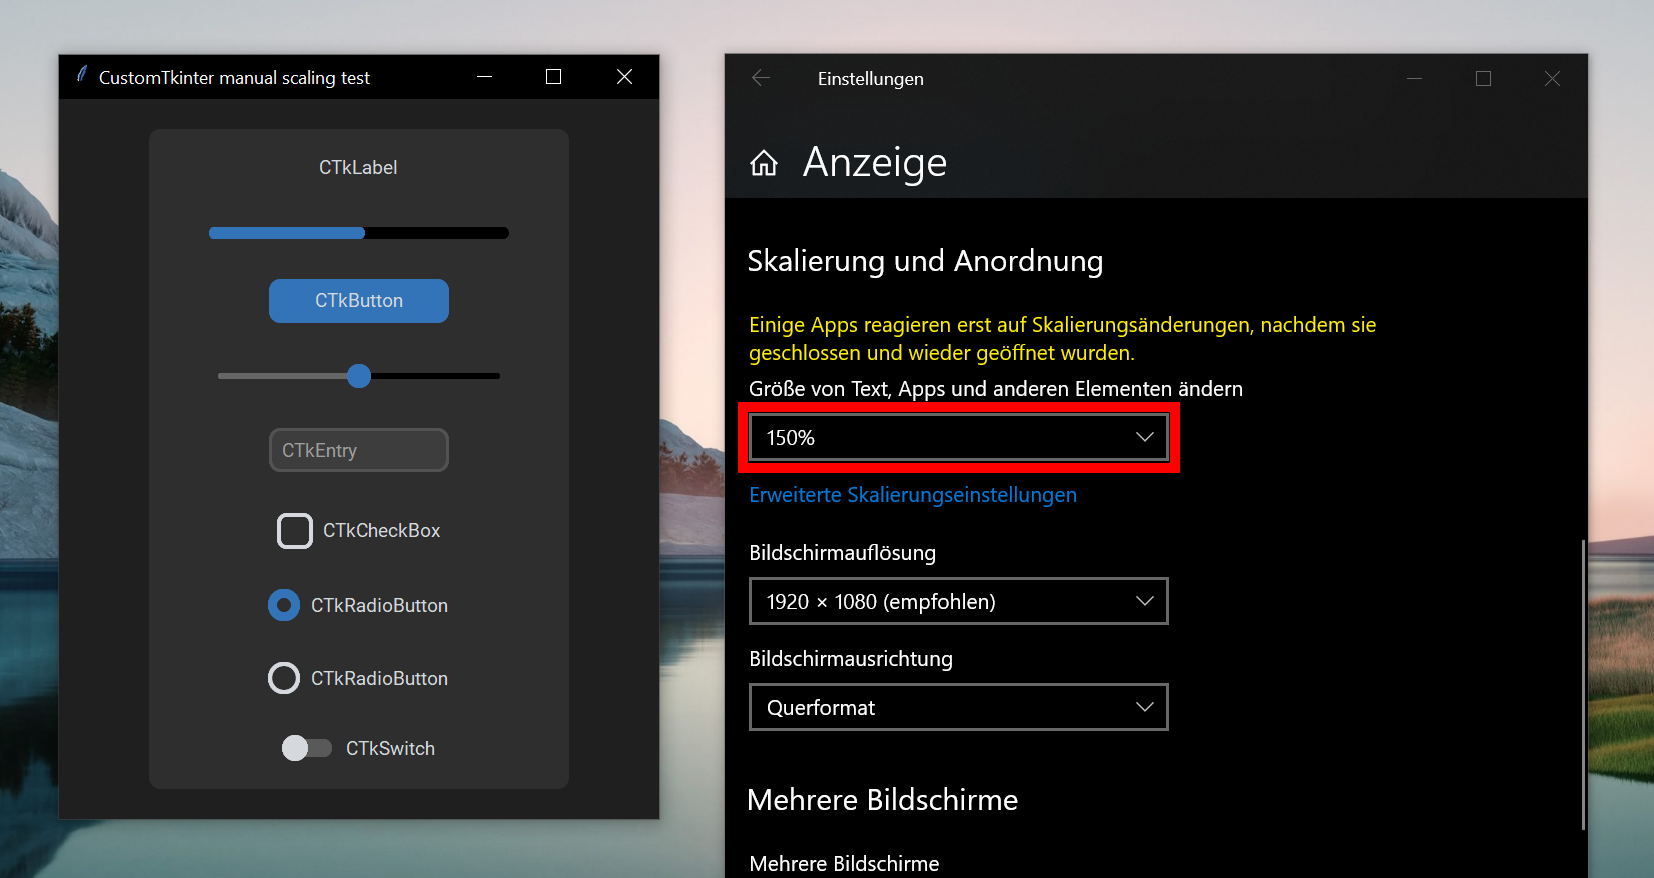 CustomTkinter manual scaling test
CTkLabel
CTkButton
CTkEntry
CTkCheckBox
CTkRadioButton
CTkRadioButton
CTkSwitch
Einstellungen
Anzeige
Skalierung und Anordnung
Einige Apps reagieren erst auf Skalierungsänderungen, nachdem sie
geschlossen und wieder geöffnet wurden.
Größe von Text, Apps und anderen Elementen ändern
150%
Erweiterte Skalierungseinstellungen
Bildschirmauflösung
1920 × 1080 (empfohlen)
Bildschirmausrichtung
Querformat
Mehrere Bildschirme
Mehrere Bildschirme